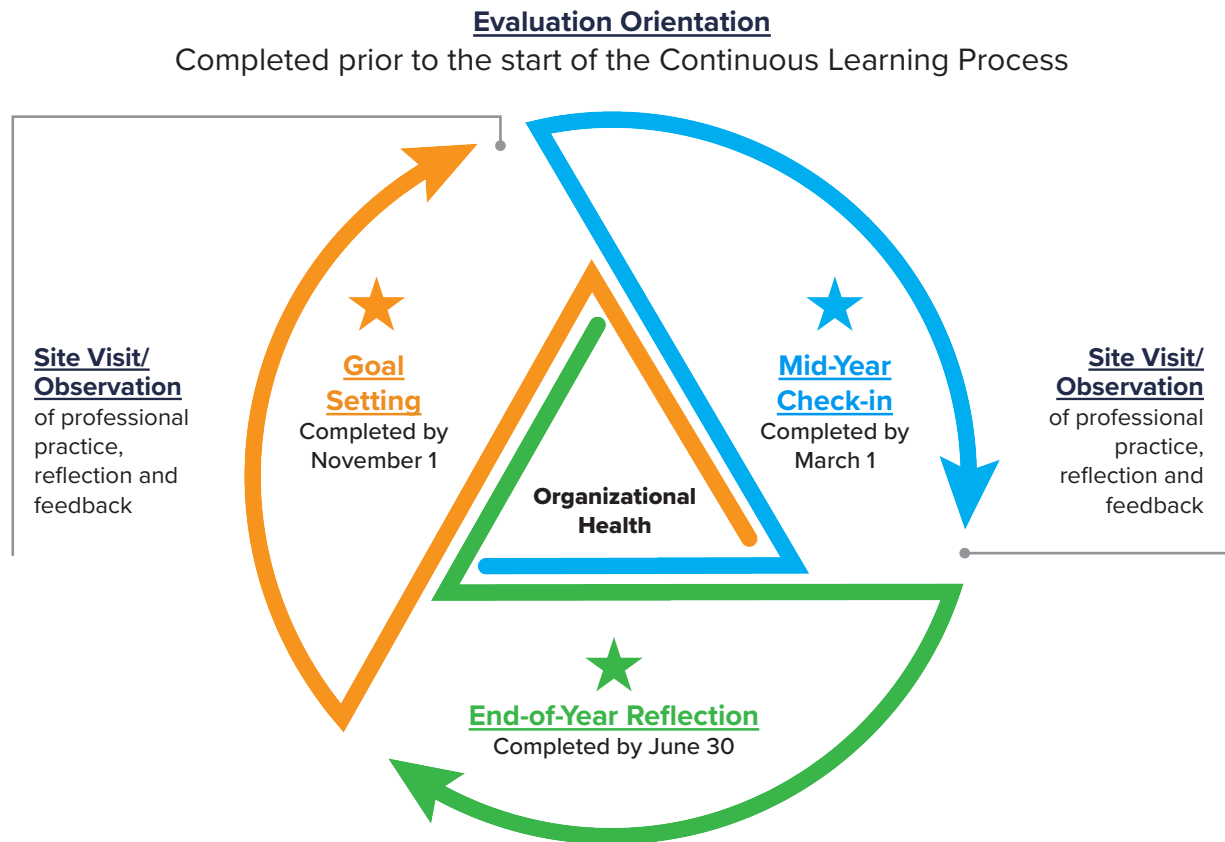 Evaluation Orientation
Completed prior to the start of the Continuous Learning Process
Site Visit/
Observation
of professional
practice,
reflection and
feedback
Goal
Setting
Completed by
November 1
Mid-Year
Check-in
Completed by
March 1
Site Visit/
Observation
of professional
practice,
reflection and
feedback
Organizational
Health
End-of-Year Reflection
Completed by June 30